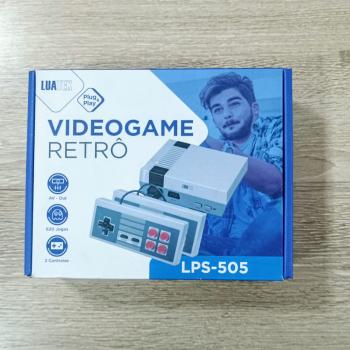 LUATEK
Plug &
Play
VIDEOGAME
RETRÔ
AV - Out
620 Jogos
2 Controles
LPS-505